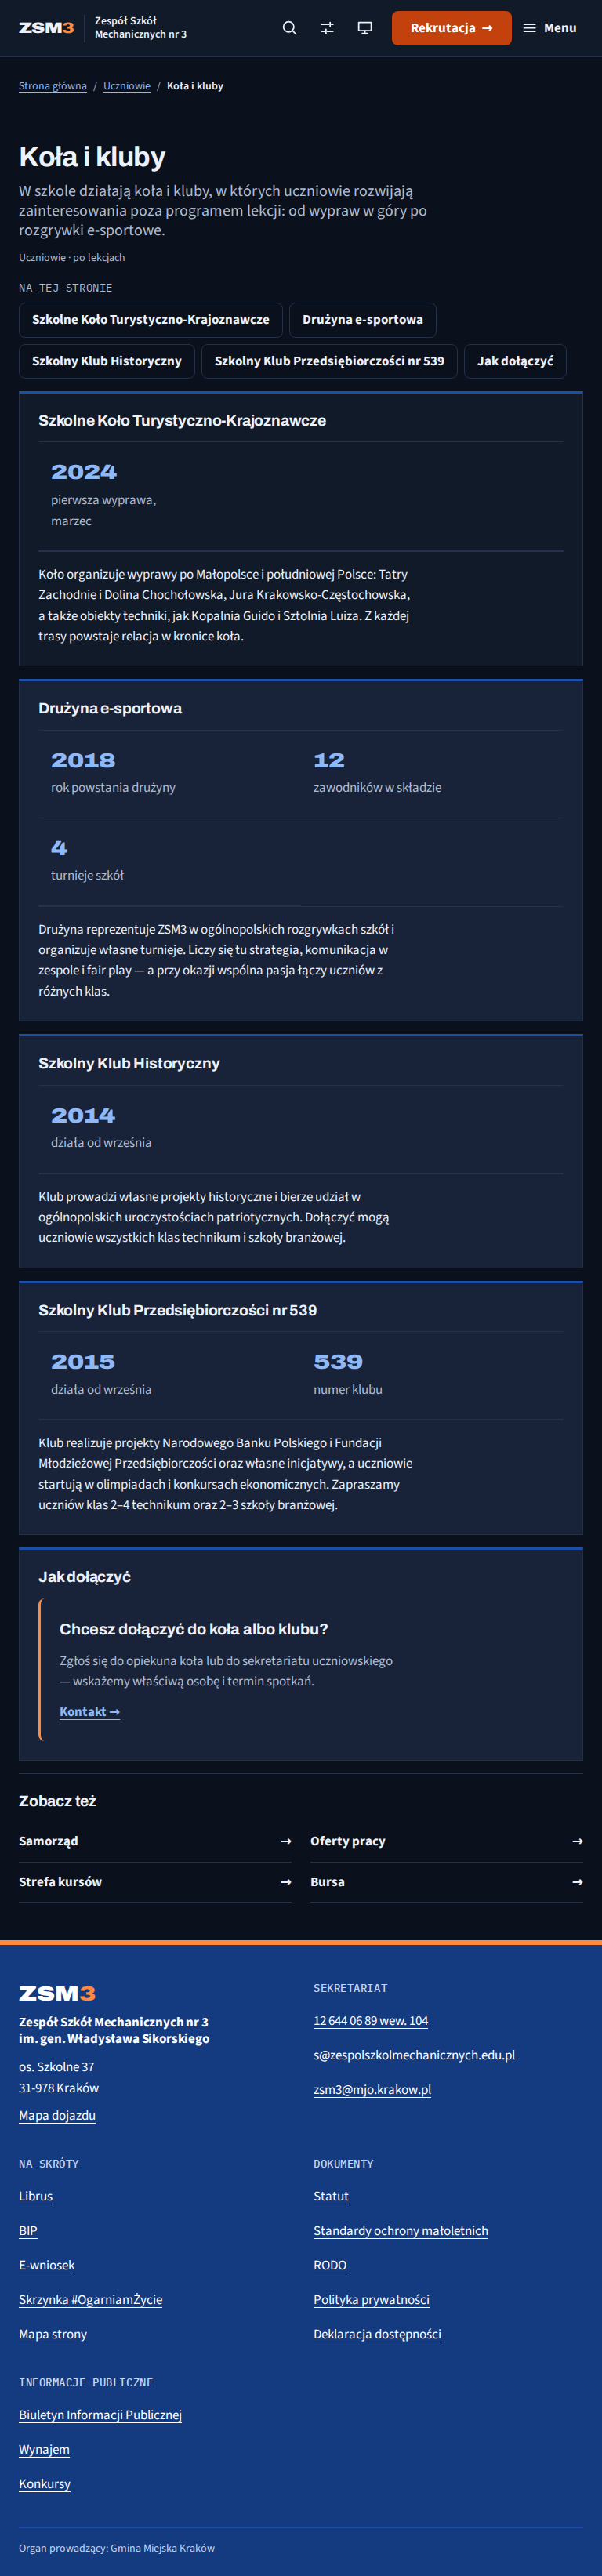 ZSM3
Zespół Szkół
Mechanicznych nr 3
Rekrutacja →
Menu
Strona główna / Uczniowie / Koła i kluby
Koła i kluby
W szkole działają koła i kluby, w których uczniowie rozwijają
zainteresowania poza programem lekcji: od wypraw w góry po
rozgrywki e-sportowe.
Uczniowie · po lekcjach
NA TEJ STRONIE
Szkolne Koło Turystyczno-Krajoznawcze
Drużyna e-sportowa
Szkolny Klub Historyczny
Szkolny Klub Przedsiębiorczości nr 539
Jak dołączyć
Szkolne Koło Turystyczno-Krajoznawcze
2024
pierwsza wyprawa,
marzec
Koło organizuje wyprawy po Małopolsce i południowej Polsce: Tatry
Zachodnie i Dolina Chochołowska, Jura Krakowsko-Częstochowska,
a także obiekty techniki, jak Kopalnia Guido i Sztolnia Luiza. Z każdej
trasy powstaje relacja w kronice koła.
Drużyna e-sportowa
2018
rok powstania drużyny
12
zawodników w składzie
4
turnieje szkół
Drużyna reprezentuje ZSM3 w ogólnopolskich rozgrywkach szkół i
organizuje własne turnieje. Liczy się tu strategia, komunikacja w
zespole i fair play — a przy okazji wspólna pasja łączy uczniów z
różnych klas.
Szkolny Klub Historyczny
2014
działa od września
Klub prowadzi własne projekty historyczne i bierze udział w
ogólnopolskich uroczystościach patriotycznych. Dołączyć mogą
uczniowie wszystkich klas technikum i szkoły branżowej.
Szkolny Klub Przedsiębiorczości nr 539
2015
działa od września
539
numer klubu
Klub realizuje projekty Narodowego Banku Polskiego i Fundacji
Młodzieżowej Przedsiębiorczości oraz własne inicjatywy, a uczniowie
startują w olimpiadach i konkursach ekonomicznych. Zapraszamy
uczniów klas 2–4 technikum oraz 2–3 szkoły branżowej.
Jak dołączyć
Chcesz dołączyć do koła albo klubu?
Zgłoś się do opiekuna koła lub do sekretariatu uczniowskiego
— wskażemy właściwą osobę i termin spotkań.
Kontakt →
Zobacz też
Samorząd →
Oferty pracy →
Strefa kursów →
Bursa →
ZSM3
Zespół Szkół Mechanicznych nr 3
im. gen. Władysława Sikorskiego
os. Szkolne 37
31-978 Kraków
Mapa dojazdu
SEKRETARIAT
12 644 06 89 wew. 104
s@zespolszkolmechanicznych.edu.pl
zsm3@mjo.krakow.pl
NA SKRÓTY
Librus
BIP
E-wniosek
Skrzynka #OgarniamŻycie
Mapa strony
DOKUMENTY
Statut
Standardy ochrony małoletnich
RODO
Polityka prywatności
Deklaracja dostępności
INFORMACJE PUBLICZNE
Biuletyn Informacji Publicznej
Wynajem
Konkursy
Organ prowadzący: Gmina Miejska Kraków